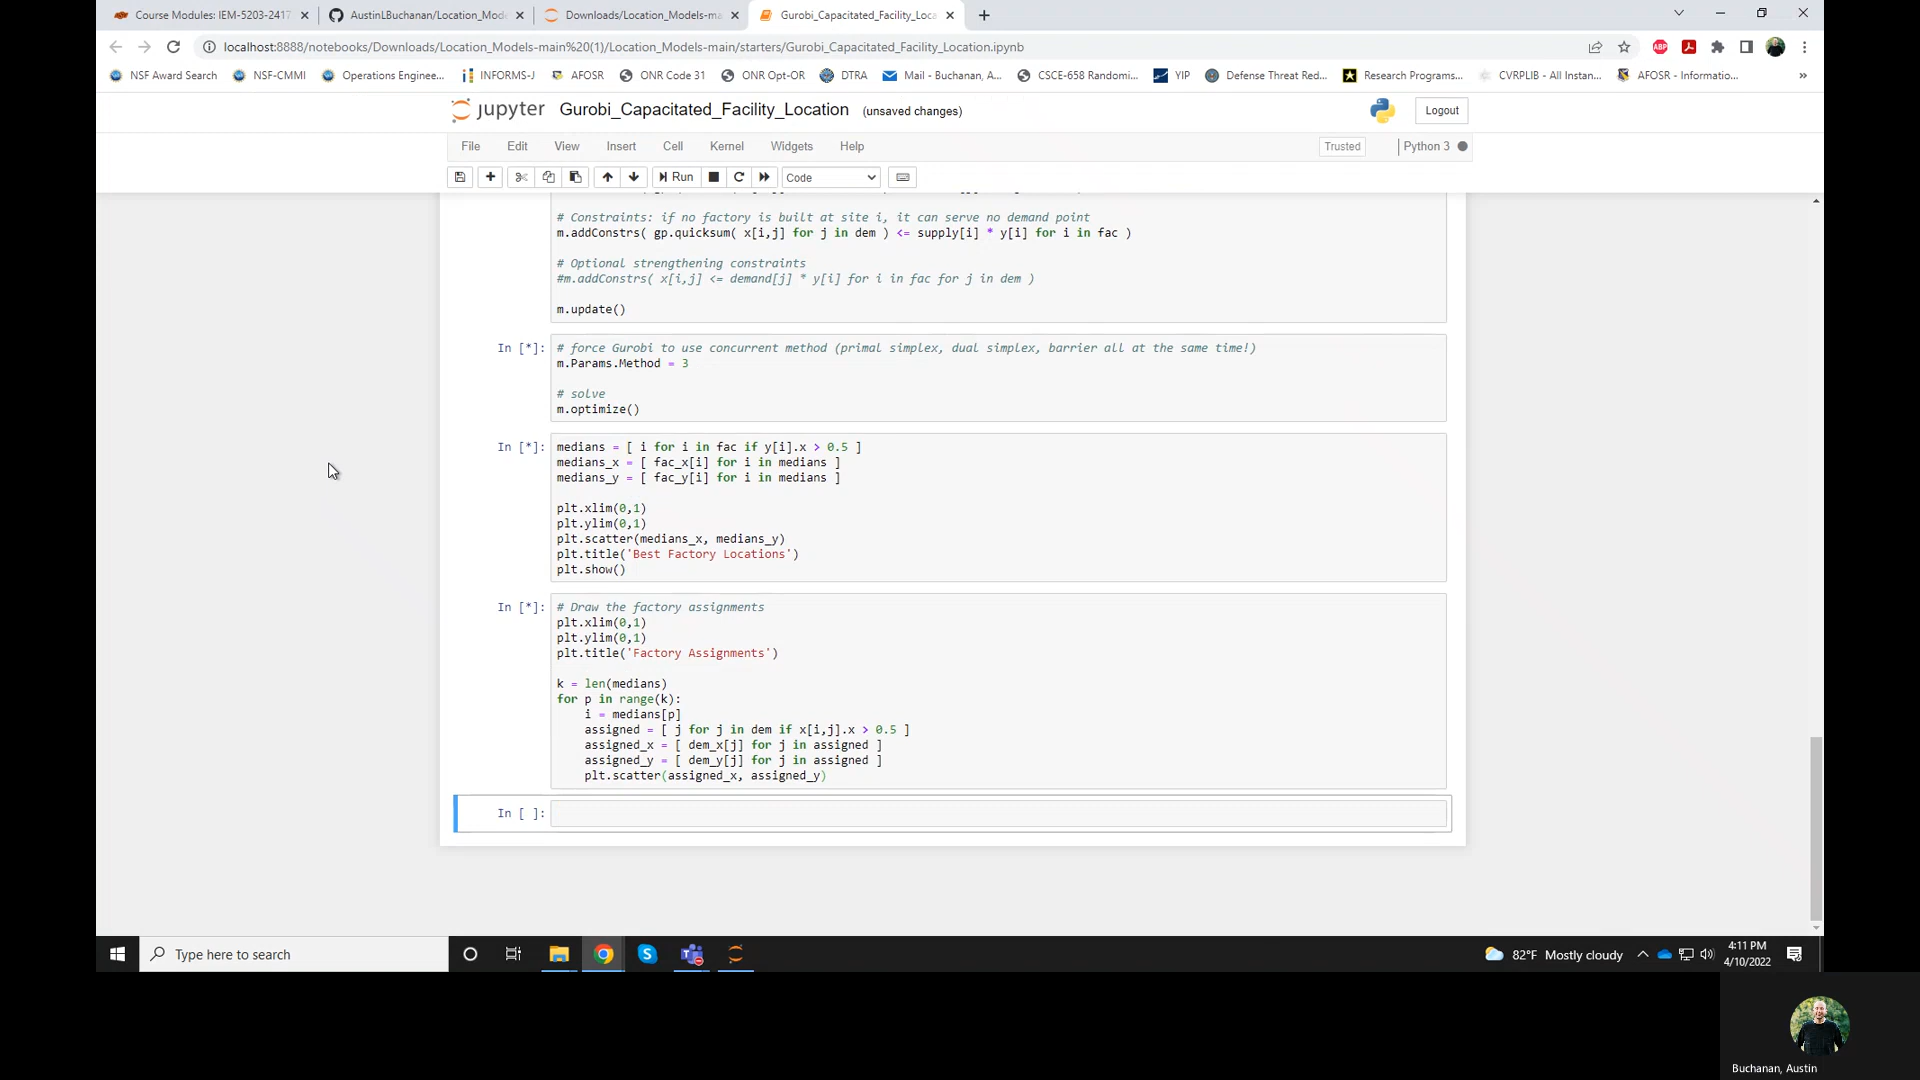 Course Modules: IEM-5203-2417
AustinLBuchanan/Location_Mod
Downloads/Location_Models-ma
Gurobi_Capacitated_Facility_Loca
localhost:8888/notebooks/Downloads/Location_Models-main%20(1)/Location_Models-main/starters/Gurobi_Capacitated_Facility_Location.ipynb
NSF Award Search
NSF-CMMI
Operations Enginee...
INFORMS-J
AFOSR
ONR Code 31
ONR Opt-OR
DTRA
Mail - Buchanan, A...
CSCE-658 Randomi...
YIP
Defense Threat Red...
Research Programs...
CVRPLIB - All Instan...
AFOSR - Informatio...
jupyter Gurobi_Capacitated_Facility_Location (unsaved changes)
Logout
File Edit View Insert Cell Kernel Widgets Help
Trusted
Python 3
Run
Code
# Constraints: if no factory is built at site i, it can serve no demand point
m.addConstrs( gp.quicksum( x[i,j] for j in dem ) <= supply[i] * y[i] for i in fac )
# Optional strengthening constraints
#m.addConstrs( x[i,j] <= demand[j] * y[i] for i in fac for j in dem )
m.update()
In [*]: # force Gurobi to use concurrent method (primal simplex, dual simplex, barrier all at the same time!)
m.Params.Method = 3
# solve
m.optimize()
In [*]: medians = [ i for i in fac if y[i].x > 0.5 ]
medians_x = [ fac_x[i] for i in medians ]
medians_y = [ fac_y[i] for i in medians ]
plt.xlim(0,1)
plt.ylim(0,1)
plt.scatter(medians_x, medians_y)
plt.title('Best Factory Locations')
plt.show()
In [*]: # Draw the factory assignments
plt.xlim(0,1)
plt.ylim(0,1)
plt.title('Factory Assignments')
k = len(medians)
for p in range(k):
i = medians[p]
assigned = [ j for j in dem if x[i,j].x > 0.5 ]
assigned_x = [ dem_x[j] for j in assigned ]
assigned_y = [ dem_y[j] for j in assigned ]
plt.scatter(assigned_x, assigned_y)
In [ ]:
Type here to search
82°F Mostly cloudy
4:11 PM
4/10/2022
Buchanan, Austin